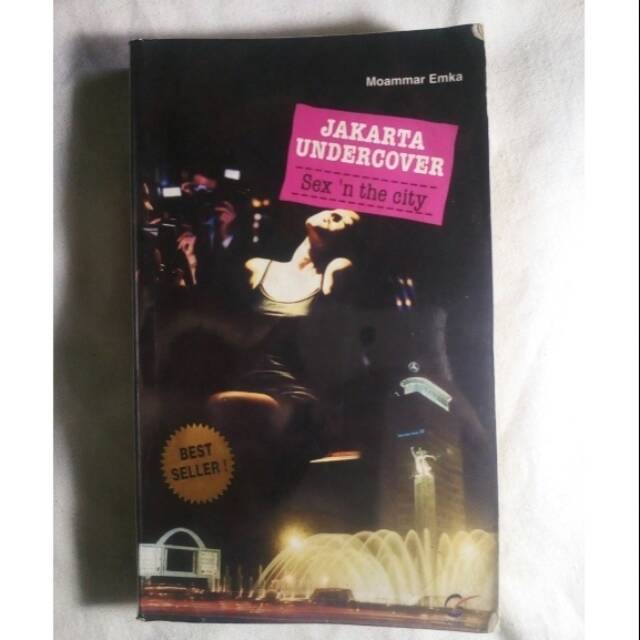 Moammar Emka
JAKARTA
UNDERCOVER
Sex 'n the city
BEST
SELLER!